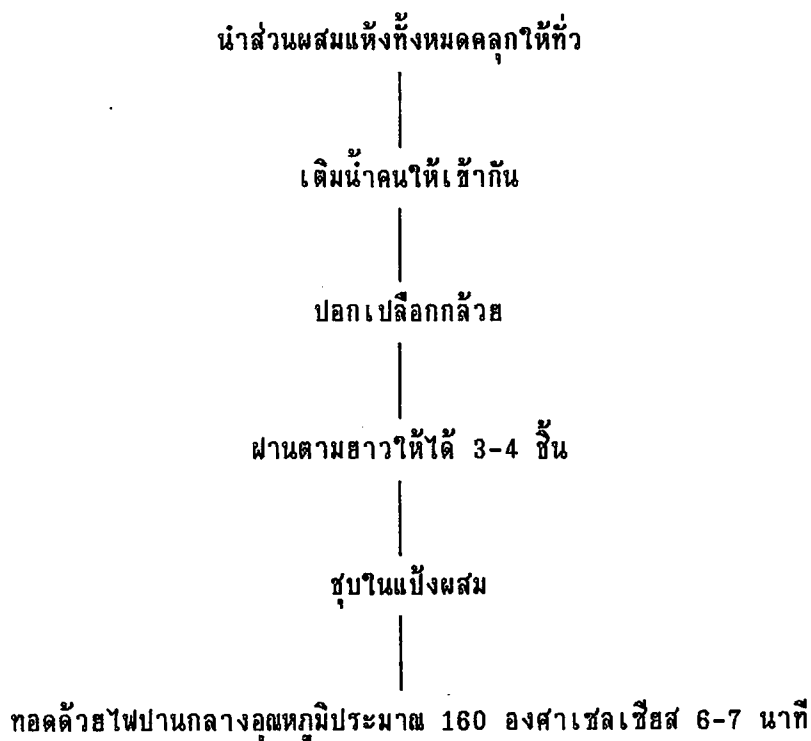 นำส่วนผสมแห้งทั้งหมดคลุกให้ทั่ว
เติมน้ำคนให้เข้ากัน
ปอกเปลือกกล้วย
ฝานตามยาวให้ได้ 3-4 ชิ้น
ชุบในแป้งผสม
ทอดด้วยไฟปานกลางอุณหภูมิประมาณ 160 องศาเซลเซียส 6-7 นาที